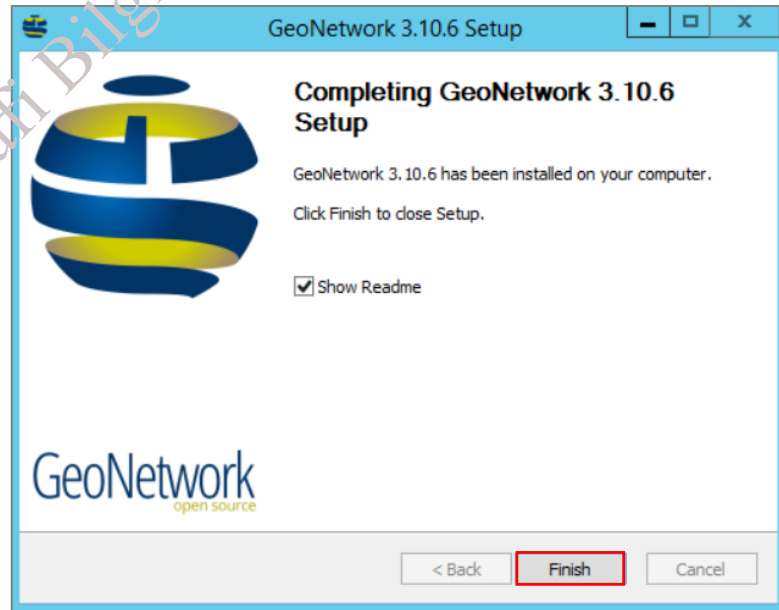 GeoNetwork 3.10.6 Setup
Completing GeoNetwork 3.10.6
Setup
GeoNetwork 3.10.6 has been installed on your computer.
Click Finish to close Setup.
Show Readme
GeoNetwork
open source
< Back
Finish
Cancel